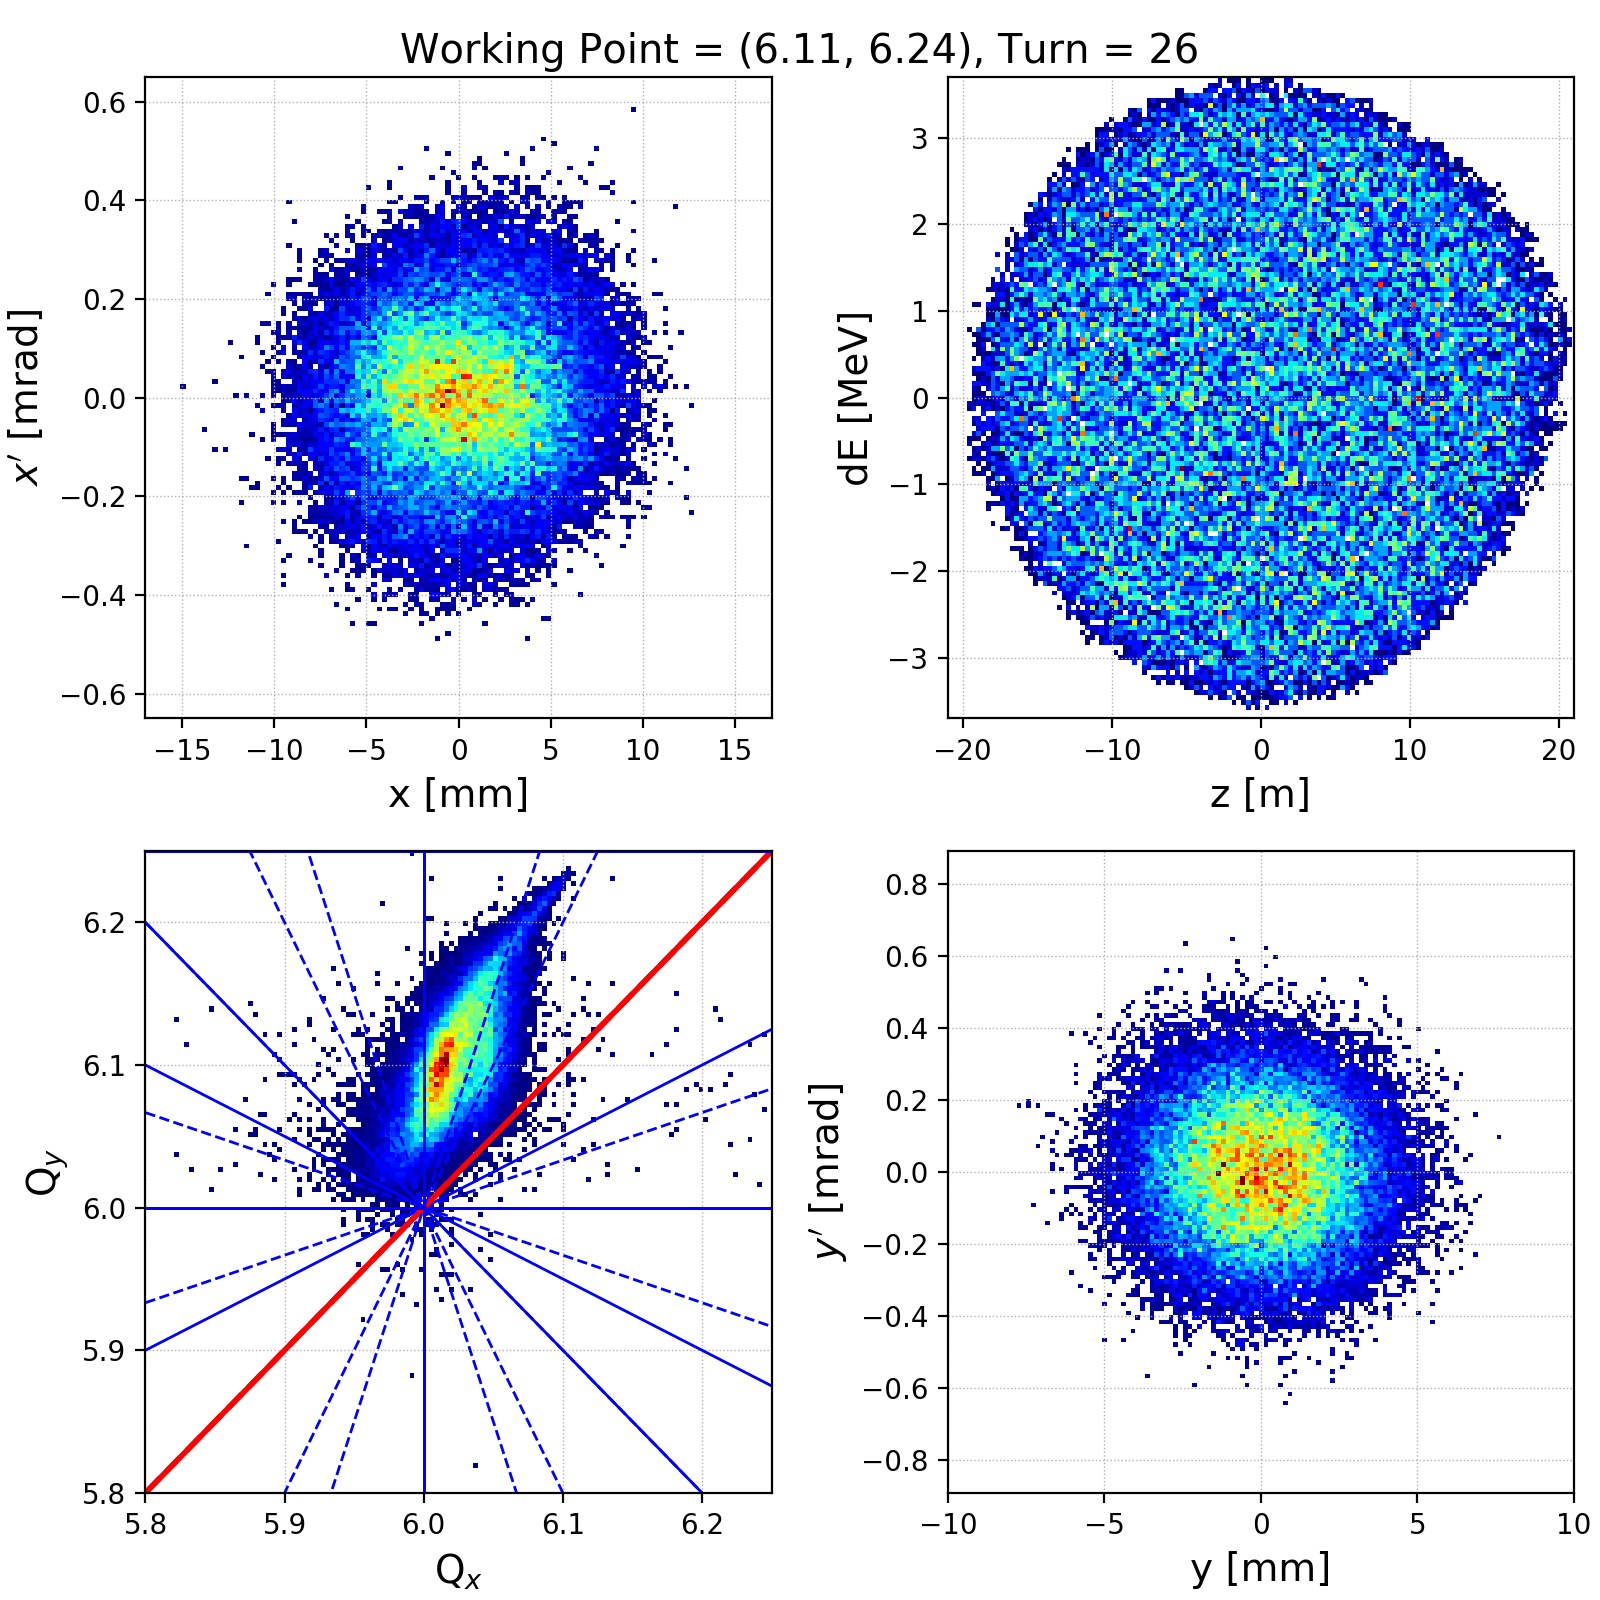 Working Point = (6.11, 6.24), Turn = 26
0.6
0.4
0.2
0.0
−0.2
−0.4
−0.6
x′ [mrad]
−15 −10 −5 0 5 10 15
x [mm]
3
2
1
0
−1
−2
−3
dE [MeV]
−20 −10 0 10 20
z [m]
6.2
6.1
6.0
5.9
5.8
Qy
5.8 5.9 6.0 6.1 6.2
Qx
0.8
0.6
0.4
0.2
0.0
−0.2
−0.4
−0.6
−0.8
y′ [mrad]
−10 −5 0 5 10
y [mm]